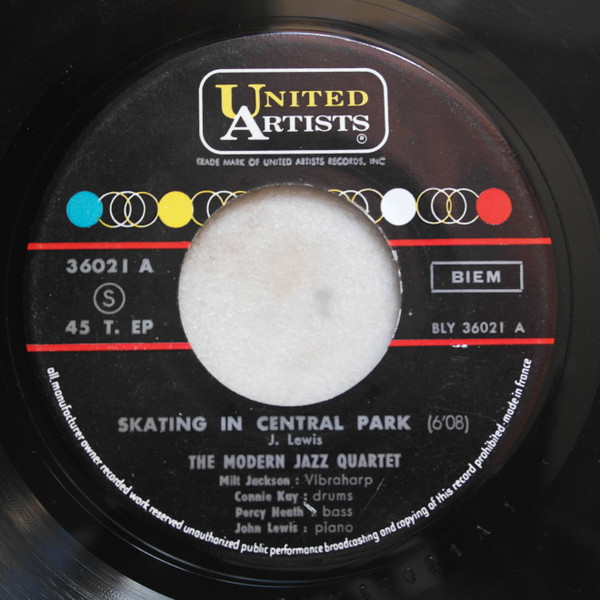 UNITED
ARTISTS
®
TRADE MARK OF UNITED ARTISTS RECORDS, INC
36021 A
S
45 T. EP
BIEM
BLY 36021 A
SKATING IN CENTRAL PARK (6'08)
J. Lewis
THE MODERN JAZZ QUARTET
Milt Jackson : Vibraharp
Connie Kay : drums
Percy Heath : bass
John Lewis : piano
all.manufacturer owner recorded work reserved unauthorized public performance broadcasting and copying of this record prohibited.made in france